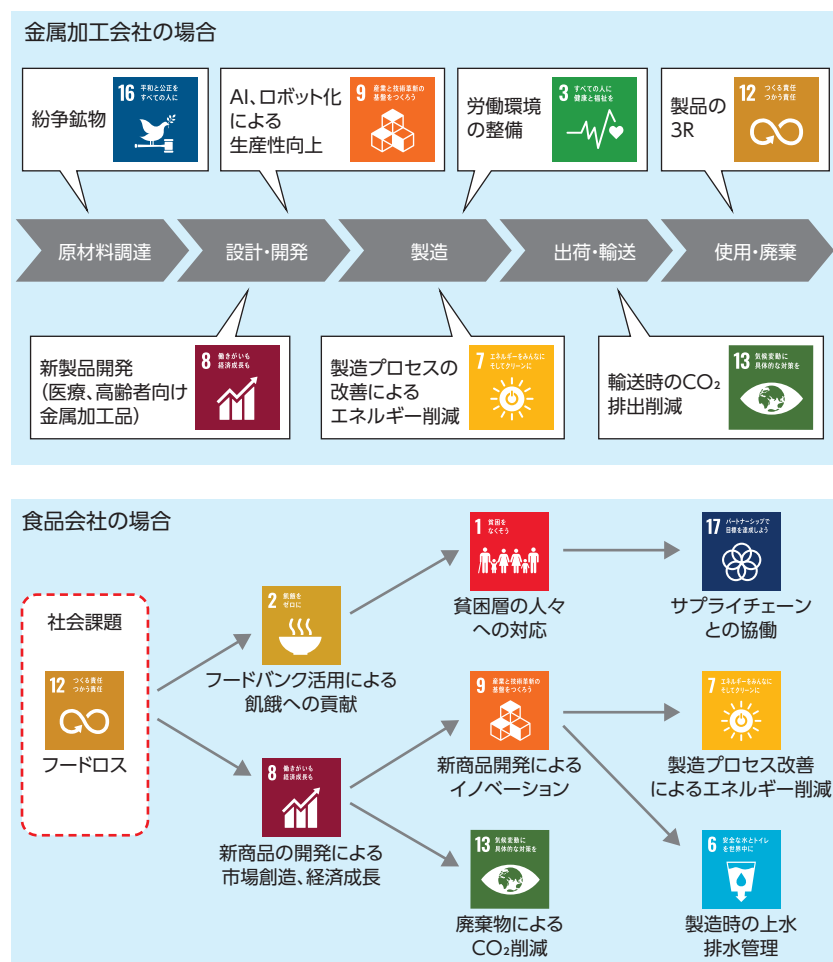 金属加工会社の場合
紛争鉱物
16 平和と公正を
すべての人に
AI、ロボット化
による
生産性向上
9 産業と技術革新の
基盤をつくろう
労働環境
の整備
3 すべての人に
健康と福祉を
製品の
3R
12 つくる責任
つかう責任
原材料調達
設計・開発
製造
出荷・輸送
使用・廃棄
新製品開発
(医療、高齢者向け
金属加工品)
8 働きがいも
経済成長も
製造プロセスの
改善による
エネルギー削減
7 エネルギーをみんなに
そしてクリーンに
輸送時のCO₂
排出削減
13 気候変動に
具体的な対策を
食品会社の場合
社会課題
12 つくる責任
つかう責任
フードロス
2 飢餓を
ゼロに
フードバンク活用による
飢餓への貢献
8 働きがいも
経済成長も
新商品の開発による
市場創造、経済成長
1 貧困を
なくそう
貧困層の人々
への対応
9 産業と技術革新の
基盤をつくろう
新商品開発による
イノベーション
13 気候変動に
具体的な対策を
廃棄物による
CO₂削減
17 パートナーシップで
目標を達成しよう
サプライチェーン
との協働
7 エネルギーをみんなに
そしてクリーンに
製造プロセス改善
によるエネルギー削減
6 安全な水とトイレ
を世界中に
製造時の上水
排水管理